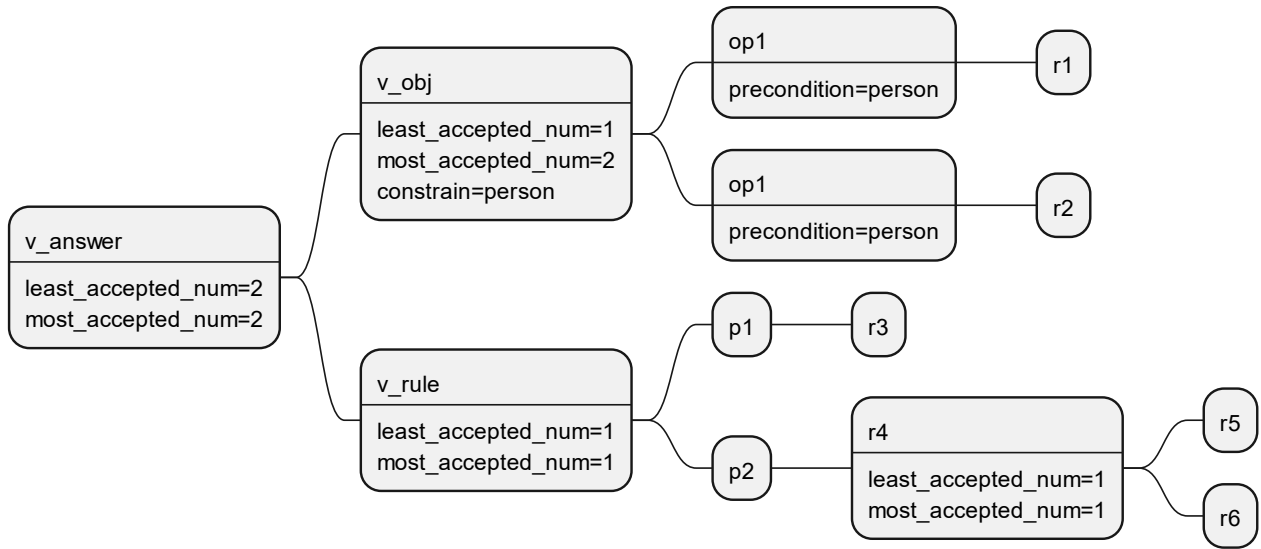 v_answer
least_accepted_num=2
most_accepted_num=2
v_obj
least_accepted_num=1
most_accepted_num=2
constrain=person
op1
precondition=person
r1
op1
precondition=person
r2
v_rule
least_accepted_num=1
most_accepted_num=1
p1
r3
p2
r4
least_accepted_num=1
most_accepted_num=1
r5
r6